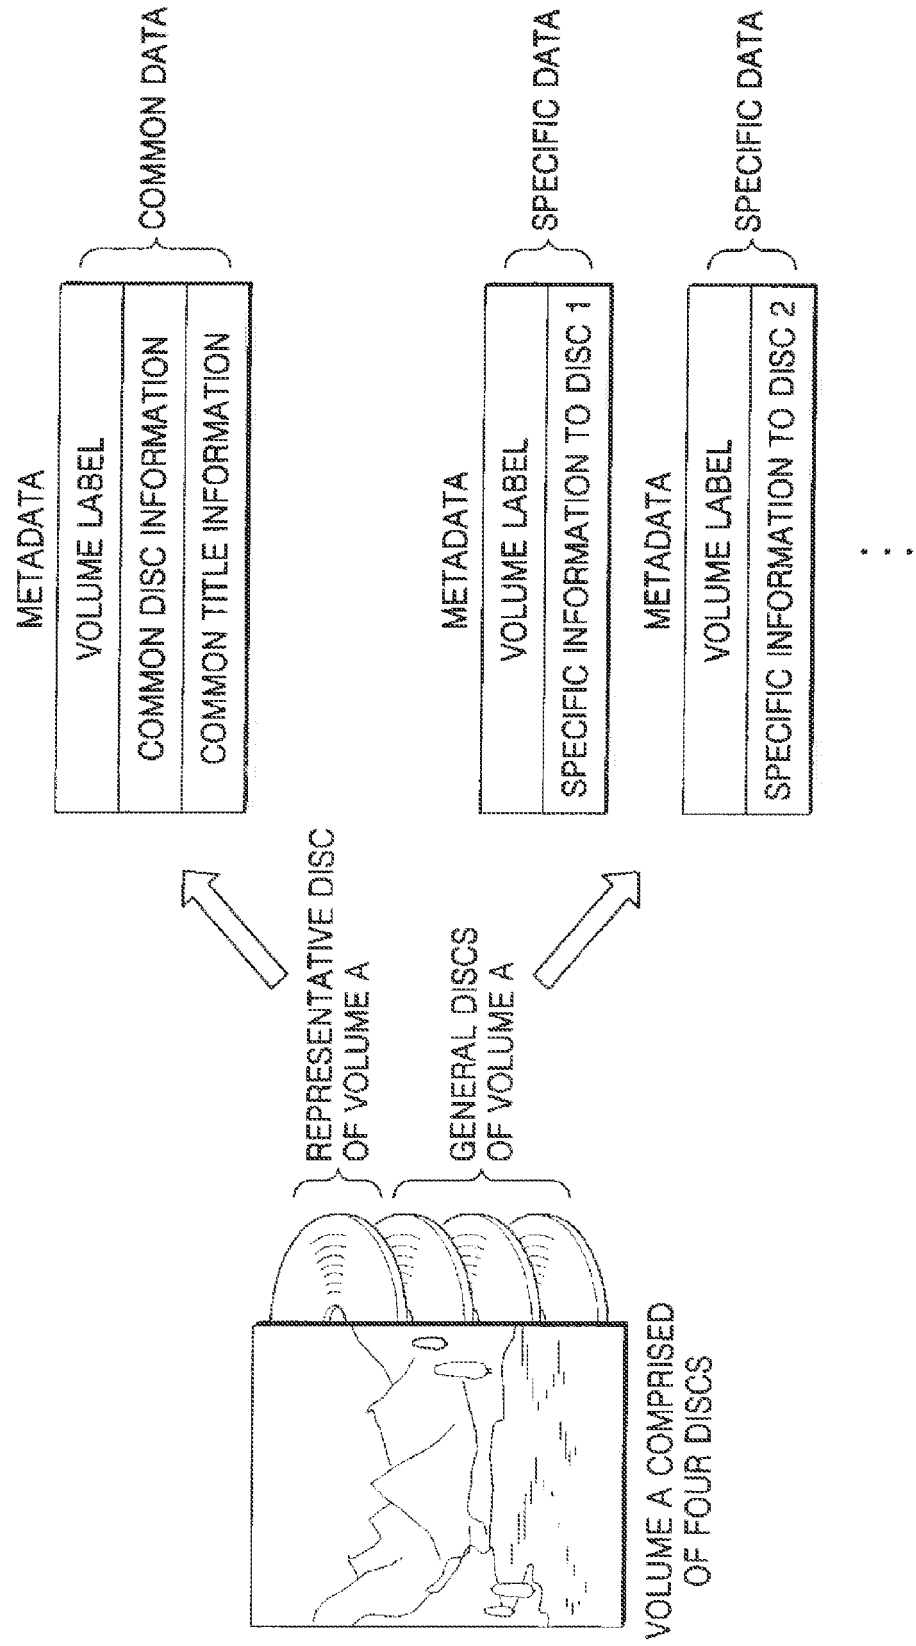 VOLUME A COMPRISED
OF FOUR DISCS
REPRESENTATIVE DISC
OF VOLUME A
GENERAL DISCS
OF VOLUME A
METADATA
VOLUME LABEL
COMMON DISC INFORMATION
COMMON TITLE INFORMATION
COMMON DATA
METADATA
VOLUME LABEL
SPECIFIC INFORMATION TO DISC 1
SPECIFIC DATA
METADATA
VOLUME LABEL
SPECIFIC INFORMATION TO DISC 2
SPECIFIC DATA
. . .